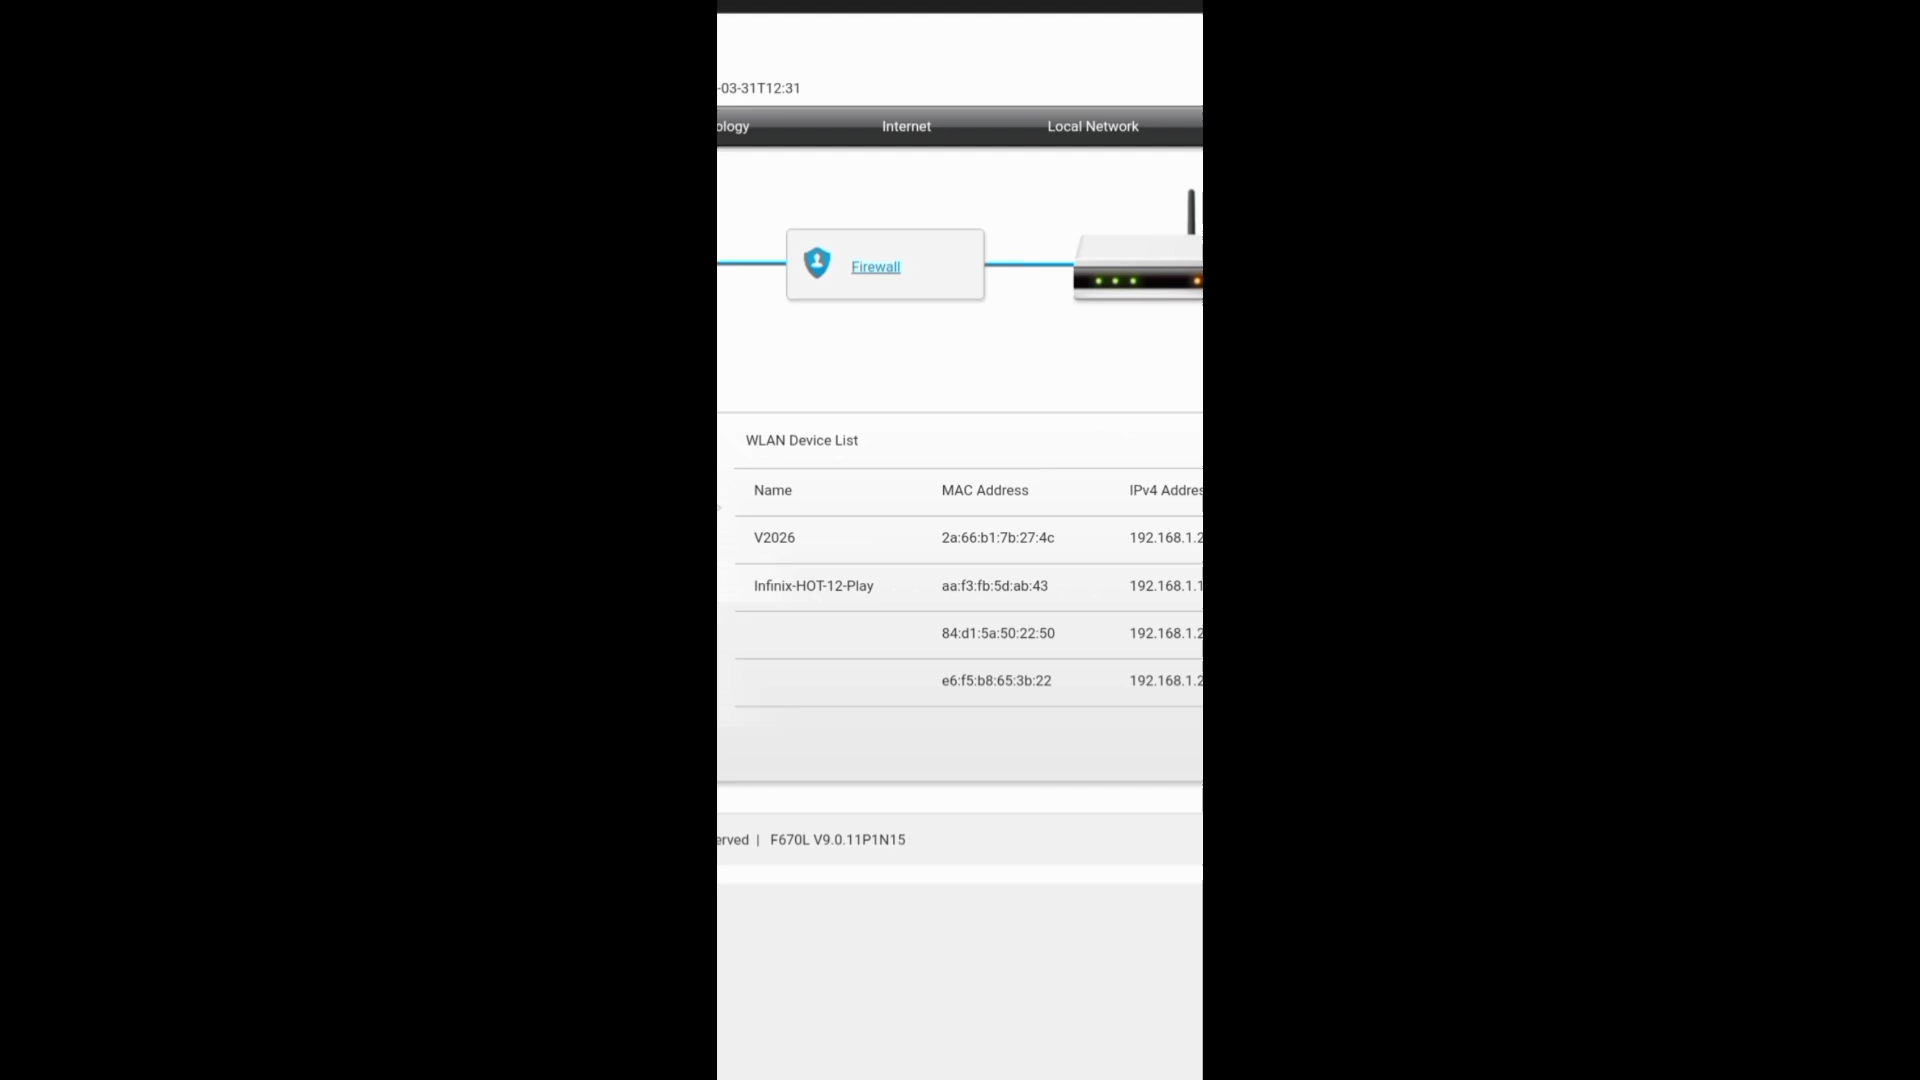 -03-31T12:31
ology Internet Local Network
Firewall
WLAN Device List
Name MAC Address IPv4 Addres
V2026 2a:66:b1:7b:27:4c 192.168.1.2
Infinix-HOT-12-Play aa:f3:fb:5d:ab:43 192.168.1.1
84:d1:5a:50:22:50 192.168.1.2
e6:f5:b8:65:3b:22 192.168.1.2
erved | F670L V9.0.11P1N15